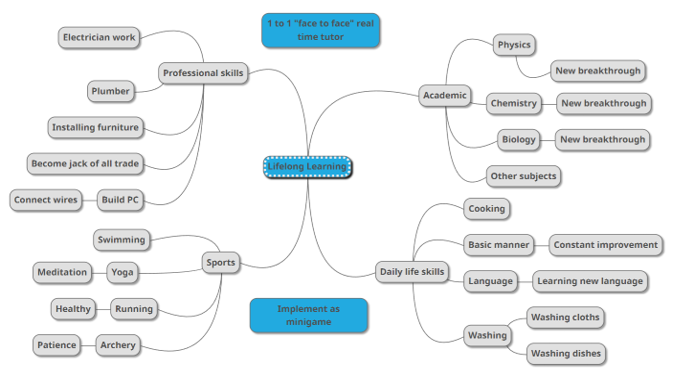 1 to 1 "face to face" real
time tutor
Electrician work
Professional skills
Plumber
Installing furniture
Become jack of all trade
Connect wires
Build PC
Physics
New breakthrough
Academic
Chemistry
New breakthrough
Biology
New breakthrough
Other subjects
Lifelong Learning
Swimming
Sports
Meditation
Yoga
Healthy
Running
Patience
Archery
Cooking
Basic manner
Constant improvement
Daily life skills
Language
Learning new language
Washing
Washing cloths
Washing dishes
Implement as
minigame